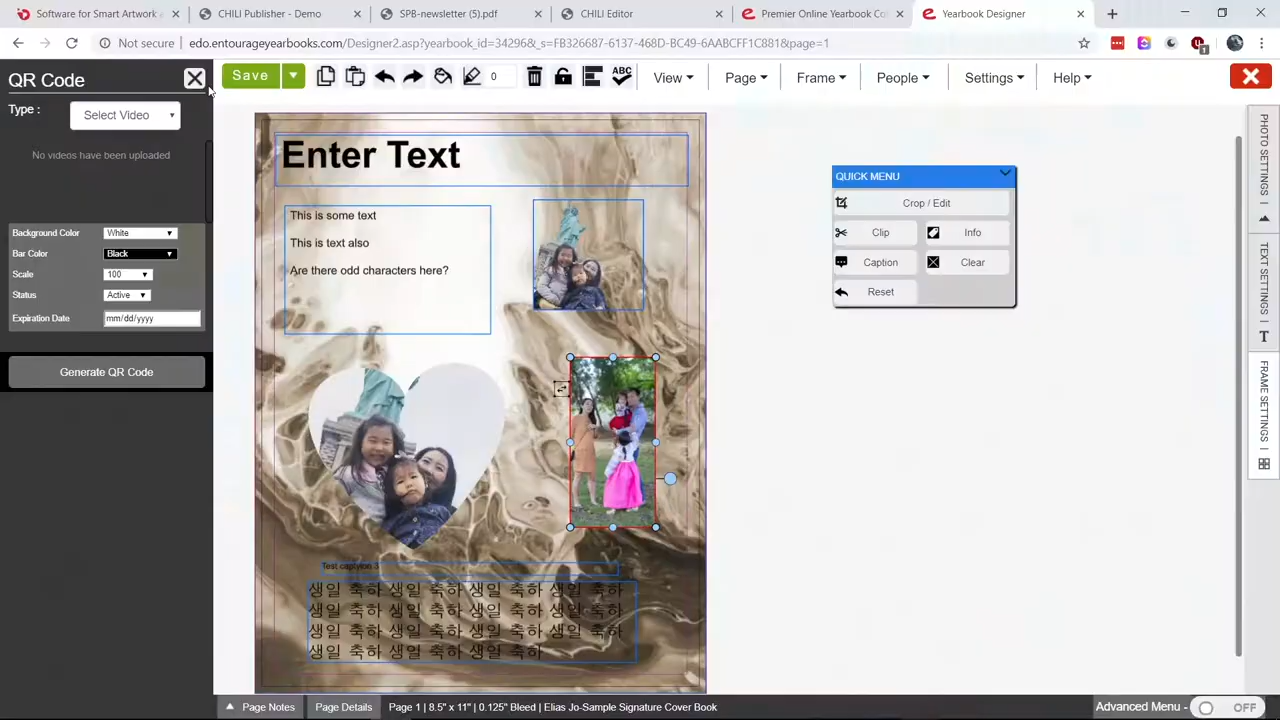 Software for Smart Artwork a
CHILI Publisher - Demo
SPB-newsletter (5).pdf
CHILI Editor
Premier Online Yearbook Co
Yearbook Designer
Not secure
edo.entourageyearbooks.com/Designer2.asp?yearbook_id=34296&_s=FB326687-6137-468D-BC49-6AABCFF1C881&page=1
QR Code
Save
0
ABC
View
Page
Frame
People
Settings
Help
Type :
Select Video
No videos have been uploaded
Background Color
White
Bar Color
Black
Scale
100
Status
Active
Expiration Date
mm/dd/yyyy
Generate QR Code
Enter Text
This is some text
This is text also
Are there odd characters here?
Test captyion 3
생일 축하 생일 축하 생일 축하 생일 축하
생일 축하 생일 축하 생일 축하 생일 축하
생일 축하 생일 축하 생일 축하 생일 축하
생일 축하 생일 축하 생일 축하
QUICK MENU
Crop / Edit
Clip
Info
Caption
Clear
Reset
PHOTO SETTINGS
TEXT SETTINGS
T
FRAME SETTINGS
Page Notes
Page Details
Page 1 | 8.5" x 11" | 0.125" Bleed | Elias Jo-Sample Signature Cover Book
Advanced Menu -
OFF